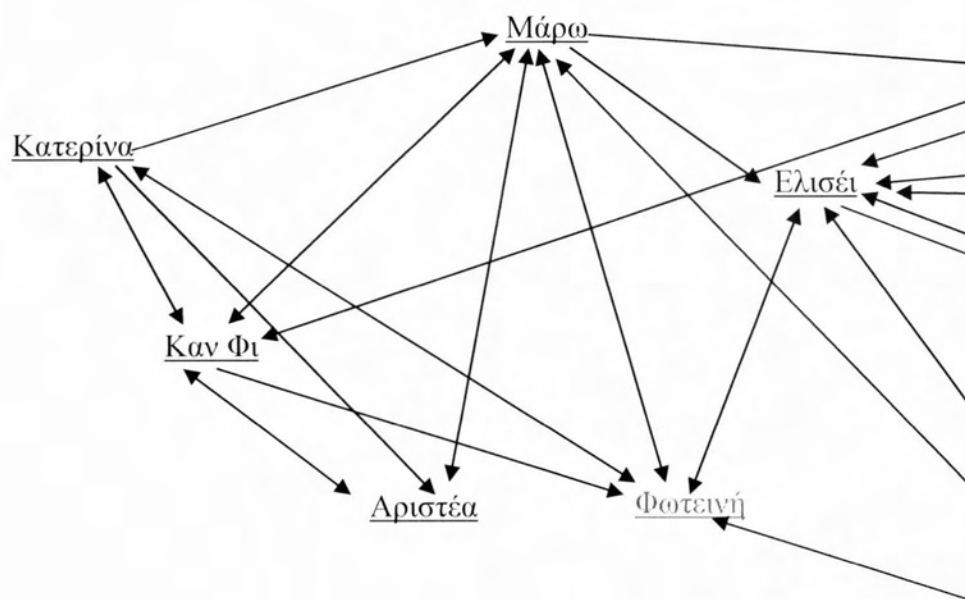 Μάρω
Κατερίνα
Ελισέι
Καν Φι
Αριστέα
Φωτεινή